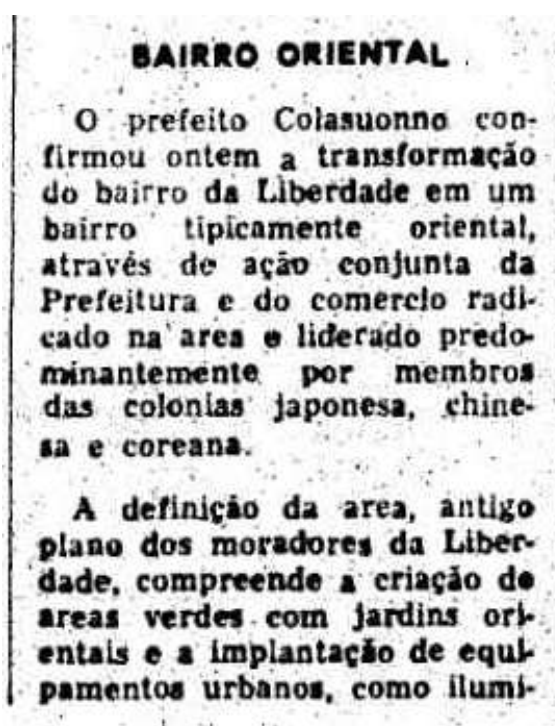 BAIRRO ORIENTAL
O prefeito Colasuonno con-
firmou ontem a transformação
do bairro da Liberdade em um
bairro tipicamente oriental,
através de ação conjunta da
Prefeitura e do comercio radi-
cado na area e liderado predo-
minantemente por membros
das colonias japonesa, chine-
sa e coreana.
A definição da area, antigo
plano dos moradores da Liber-
dade, compreende a criação de
areas verdes com jardins ori-
entais e a implantação de equi-
pamentos urbanos, como ilumi-